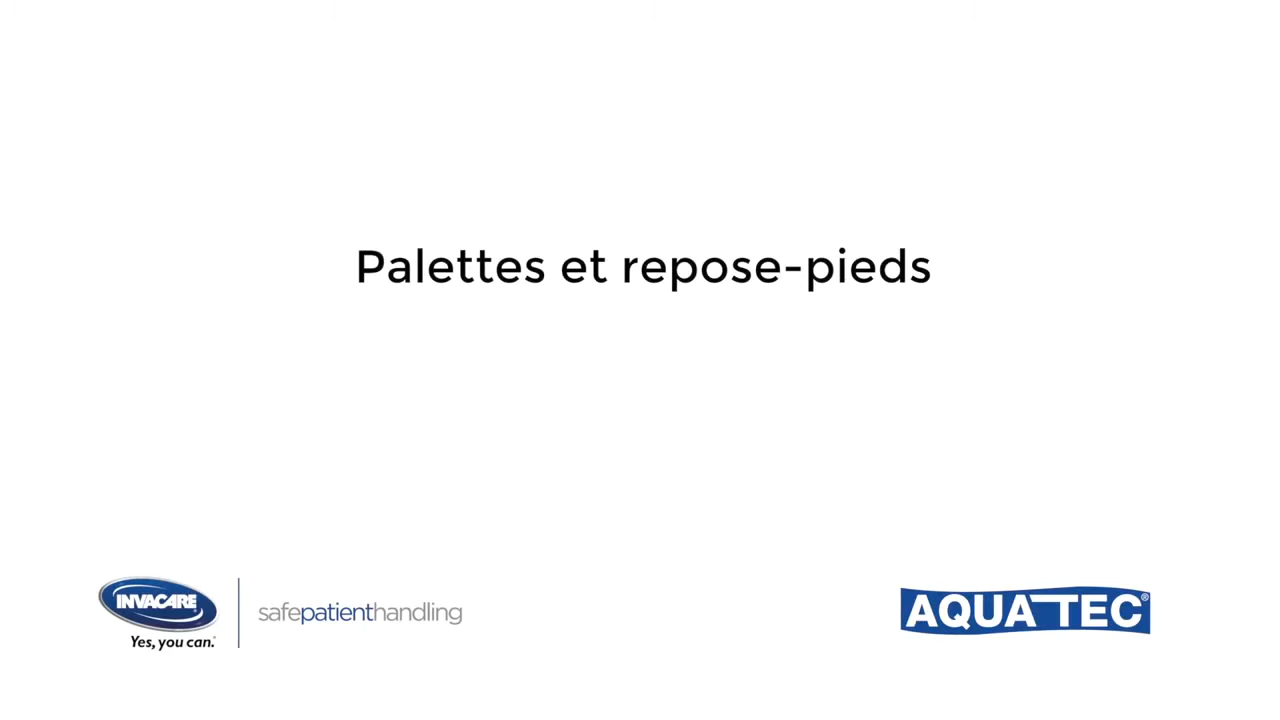 Palettes et repose-pieds
INVACARE
Yes, you can.
safepatienthandling
AQUATEC®